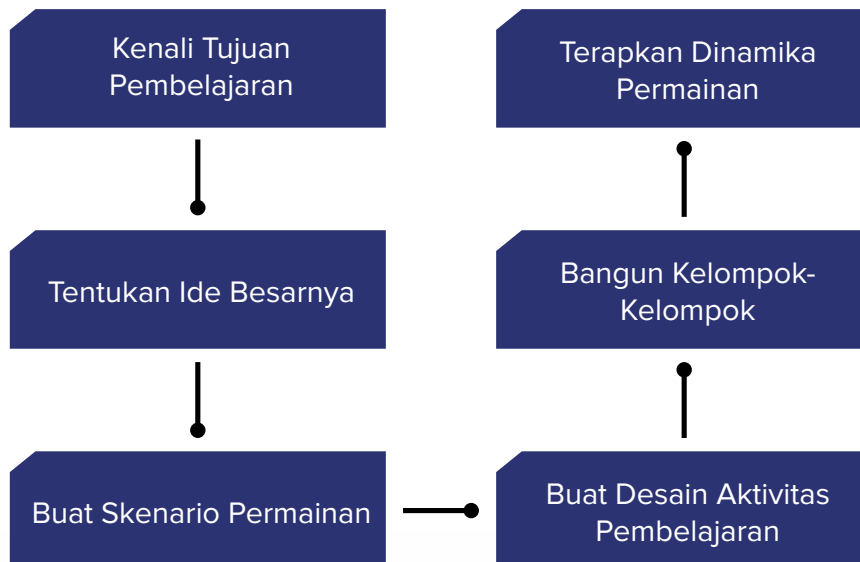 Kenali Tujuan
Pembelajaran
Tentukan Ide Besarnya
Buat Skenario Permainan
Buat Desain Aktivitas
Pembelajaran
Bangun Kelompok-
Kelompok
Terapkan Dinamika
Permainan